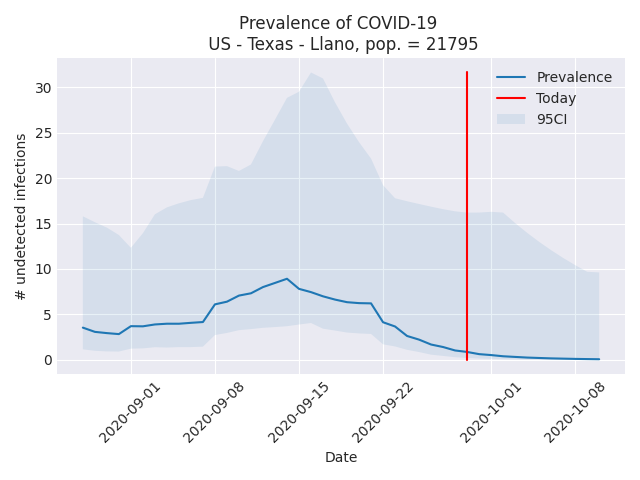 Prevalence of COVID-19
US - Texas - Llano, pop. = 21795
Prevalence
Today
95CI
# undetected infections
30
25
20
15
10
5
0
2020-09-01
2020-09-08
2020-09-15
2020-09-22
2020-10-01
2020-10-08
Date